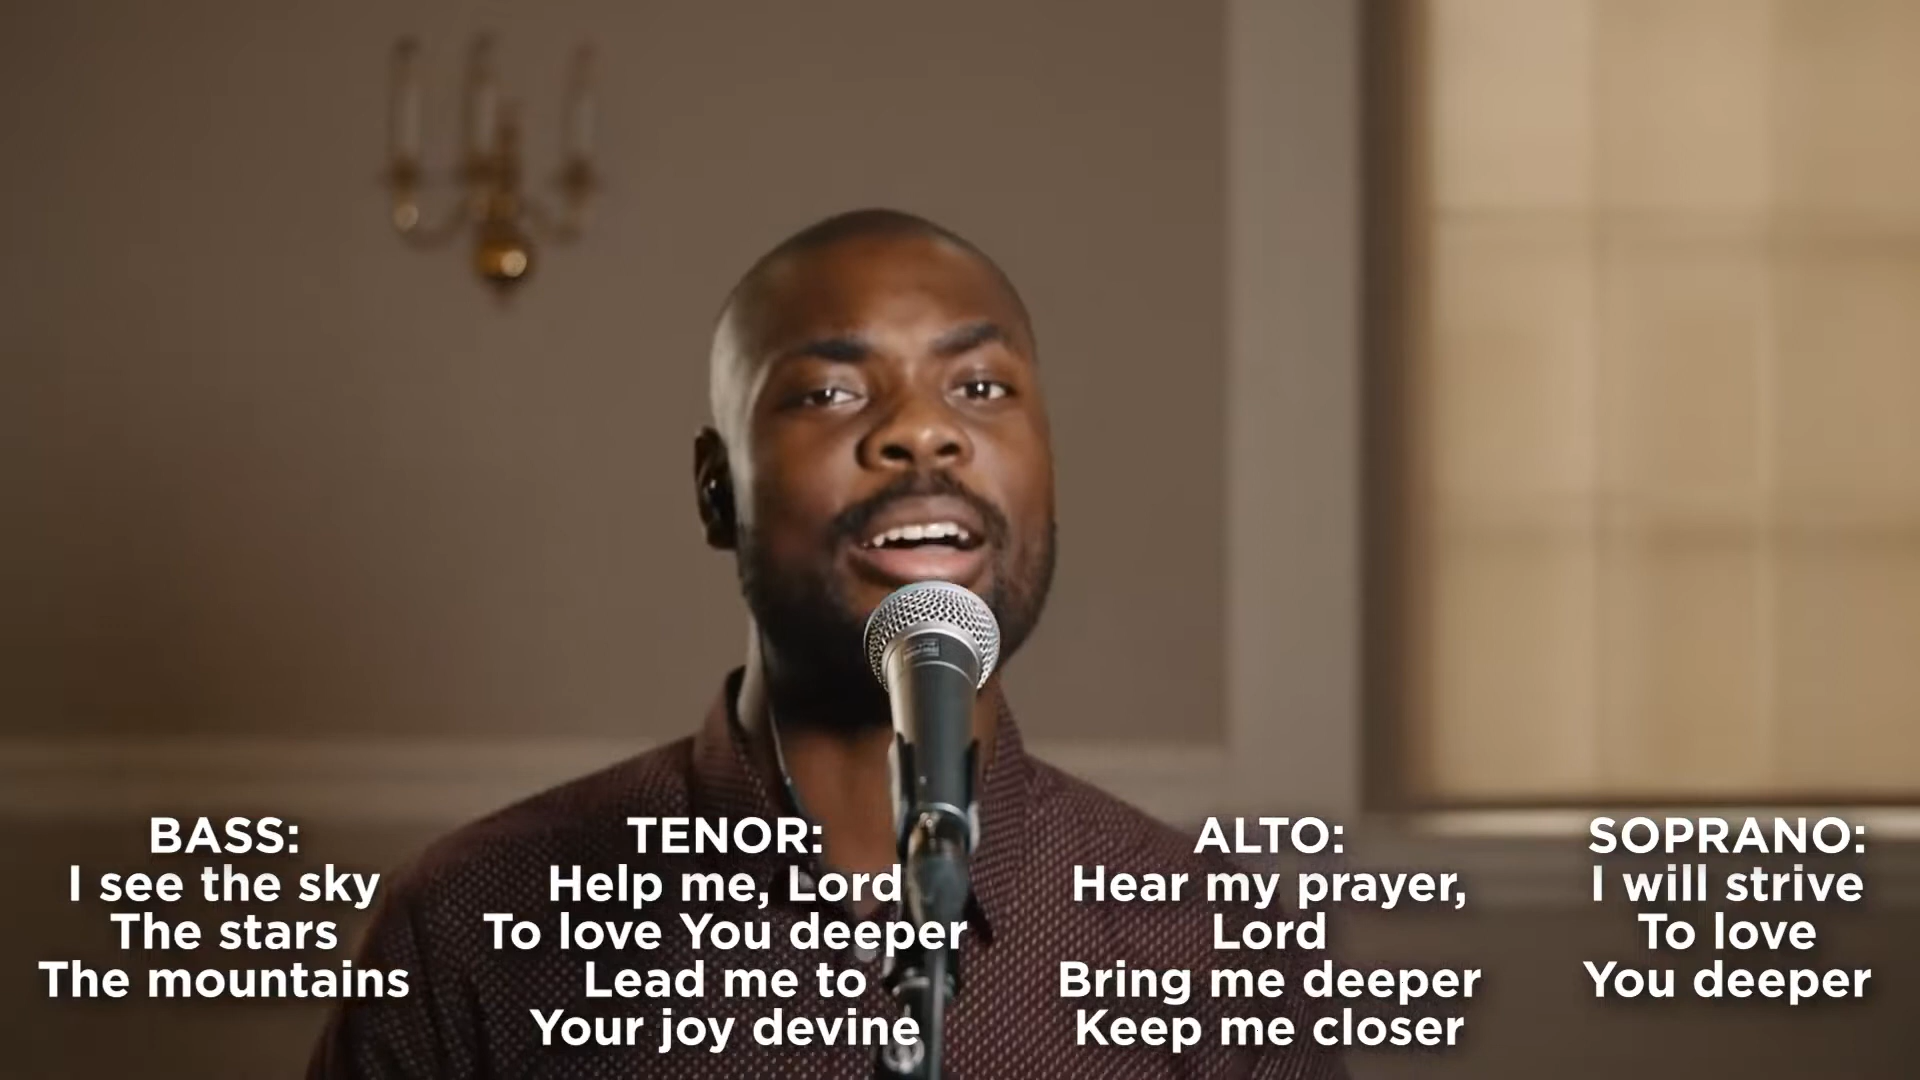 BASS:
I see the sky
The stars
The mountains
TENOR:
Help me, Lord
To love You deeper
Lead me to
Your joy devine
ALTO:
Hear my prayer,
Lord
Bring me deeper
Keep me closer
SOPRANO:
I will strive
To love
You deeper